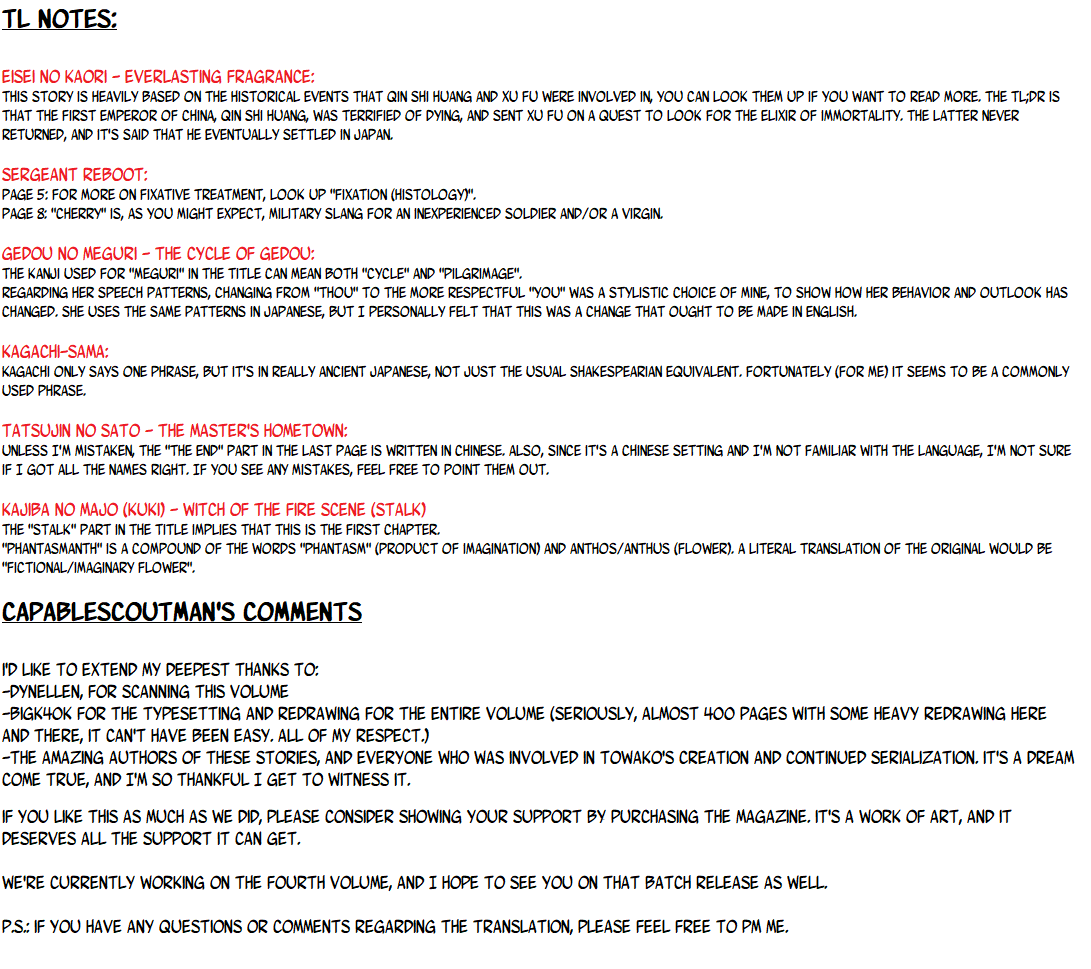 TL NOTES:
EISEI NO KAORI - EVERLASTING FRAGRANCE:
THIS STORY IS HEAVILY BASED ON THE HISTORICAL EVENTS THAT QIN SHI HUANG AND XU FU WERE INVOLVED IN, YOU CAN LOOK THEM UP IF YOU WANT TO READ MORE. THE TL;DR IS
THAT THE FIRST EMPEROR OF CHINA, QIN SHI HUANG, WAS TERRIFIED OF DYING, AND SENT XU FU ON A QUEST TO LOOK FOR THE ELIXIR OF IMMORTALITY. THE LATTER NEVER
RETURNED, AND IT'S SAID THAT HE EVENTUALLY SETTLED IN JAPAN.
SERGEANT REBOOT:
PAGE 5: FOR MORE ON FIXATIVE TREATMENT, LOOK UP "FIXATION (HISTOLOGY)".
PAGE 8: "CHERRY" IS, AS YOU MIGHT EXPECT, MILITARY SLANG FOR AN INEXPERIENCED SOLDIER AND/OR A VIRGIN.
GEDOU NO MEGURI - THE CYCLE OF GEDOU:
THE KANJI USED FOR "MEGURI" IN THE TITLE CAN MEAN BOTH "CYCLE" AND "PILGRIMAGE".
REGARDING HER SPEECH PATTERNS, CHANGING FROM "THOU" TO THE MORE RESPECTFUL "YOU" WAS A STYLISTIC CHOICE OF MINE, TO SHOW HOW HER BEHAVIOR AND OUTLOOK HAS
CHANGED. SHE USES THE SAME PATTERNS IN JAPANESE, BUT I PERSONALLY FELT THAT THIS WAS A CHANGE THAT OUGHT TO BE MADE IN ENGLISH.
KAGACHI-SAMA:
KAGACHI ONLY SAYS ONE PHRASE, BUT IT'S IN REALLY ANCIENT JAPANESE, NOT JUST THE USUAL SHAKESPEARIAN EQUIVALENT. FORTUNATELY (FOR ME) IT SEEMS TO BE A COMMONLY
USED PHRASE.
TATSUJIN NO SATO - THE MASTER'S HOMETOWN:
UNLESS I'M MISTAKEN, THE "THE END" PART IN THE LAST PAGE IS WRITTEN IN CHINESE. ALSO, SINCE IT'S A CHINESE SETTING AND I'M NOT FAMILIAR WITH THE LANGUAGE, I'M NOT SURE
IF I GOT ALL THE NAMES RIGHT. IF YOU SEE ANY MISTAKES, FEEL FREE TO POINT THEM OUT.
KAJIBA NO MAJO (KUKI) - WITCH OF THE FIRE SCENE (STALK)
THE "STALK" PART IN THE TITLE IMPLIES THAT THIS IS THE FIRST CHAPTER.
"PHANTASMANTH" IS A COMPOUND OF THE WORDS "PHANTASM" (PRODUCT OF IMAGINATION) AND ANTHOS/ANTHUS (FLOWER). A LITERAL TRANSLATION OF THE ORIGINAL WOULD BE
"FICTIONAL/IMAGINARY FLOWER".
CAPABLESCOUTMAN'S COMMENTS
I'D LIKE TO EXTEND MY DEEPEST THANKS TO:
-DYNELLEN, FOR SCANNING THIS VOLUME
-BIGK40K FOR THE TYPESETTING AND REDRAWING FOR THE ENTIRE VOLUME (SERIOUSLY, ALMOST 400 PAGES WITH SOME HEAVY REDRAWING HERE
AND THERE, IT CAN'T HAVE BEEN EASY. ALL OF MY RESPECT.)
-THE AMAZING AUTHORS OF THESE STORIES, AND EVERYONE WHO WAS INVOLVED IN TOWAKO'S CREATION AND CONTINUED SERIALIZATION. IT'S A DREAM
COME TRUE, AND I'M SO THANKFUL I GET TO WITNESS IT.
IF YOU LIKE THIS AS MUCH AS WE DID, PLEASE CONSIDER SHOWING YOUR SUPPORT BY PURCHASING THE MAGAZINE. IT'S A WORK OF ART, AND IT
DESERVES ALL THE SUPPORT IT CAN GET.
WE'RE CURRENTLY WORKING ON THE FOURTH VOLUME, AND I HOPE TO SEE YOU ON THAT BATCH RELEASE AS WELL.
P.S.: IF YOU HAVE ANY QUESTIONS OR COMMENTS REGARDING THE TRANSLATION, PLEASE FEEL FREE TO PM ME.